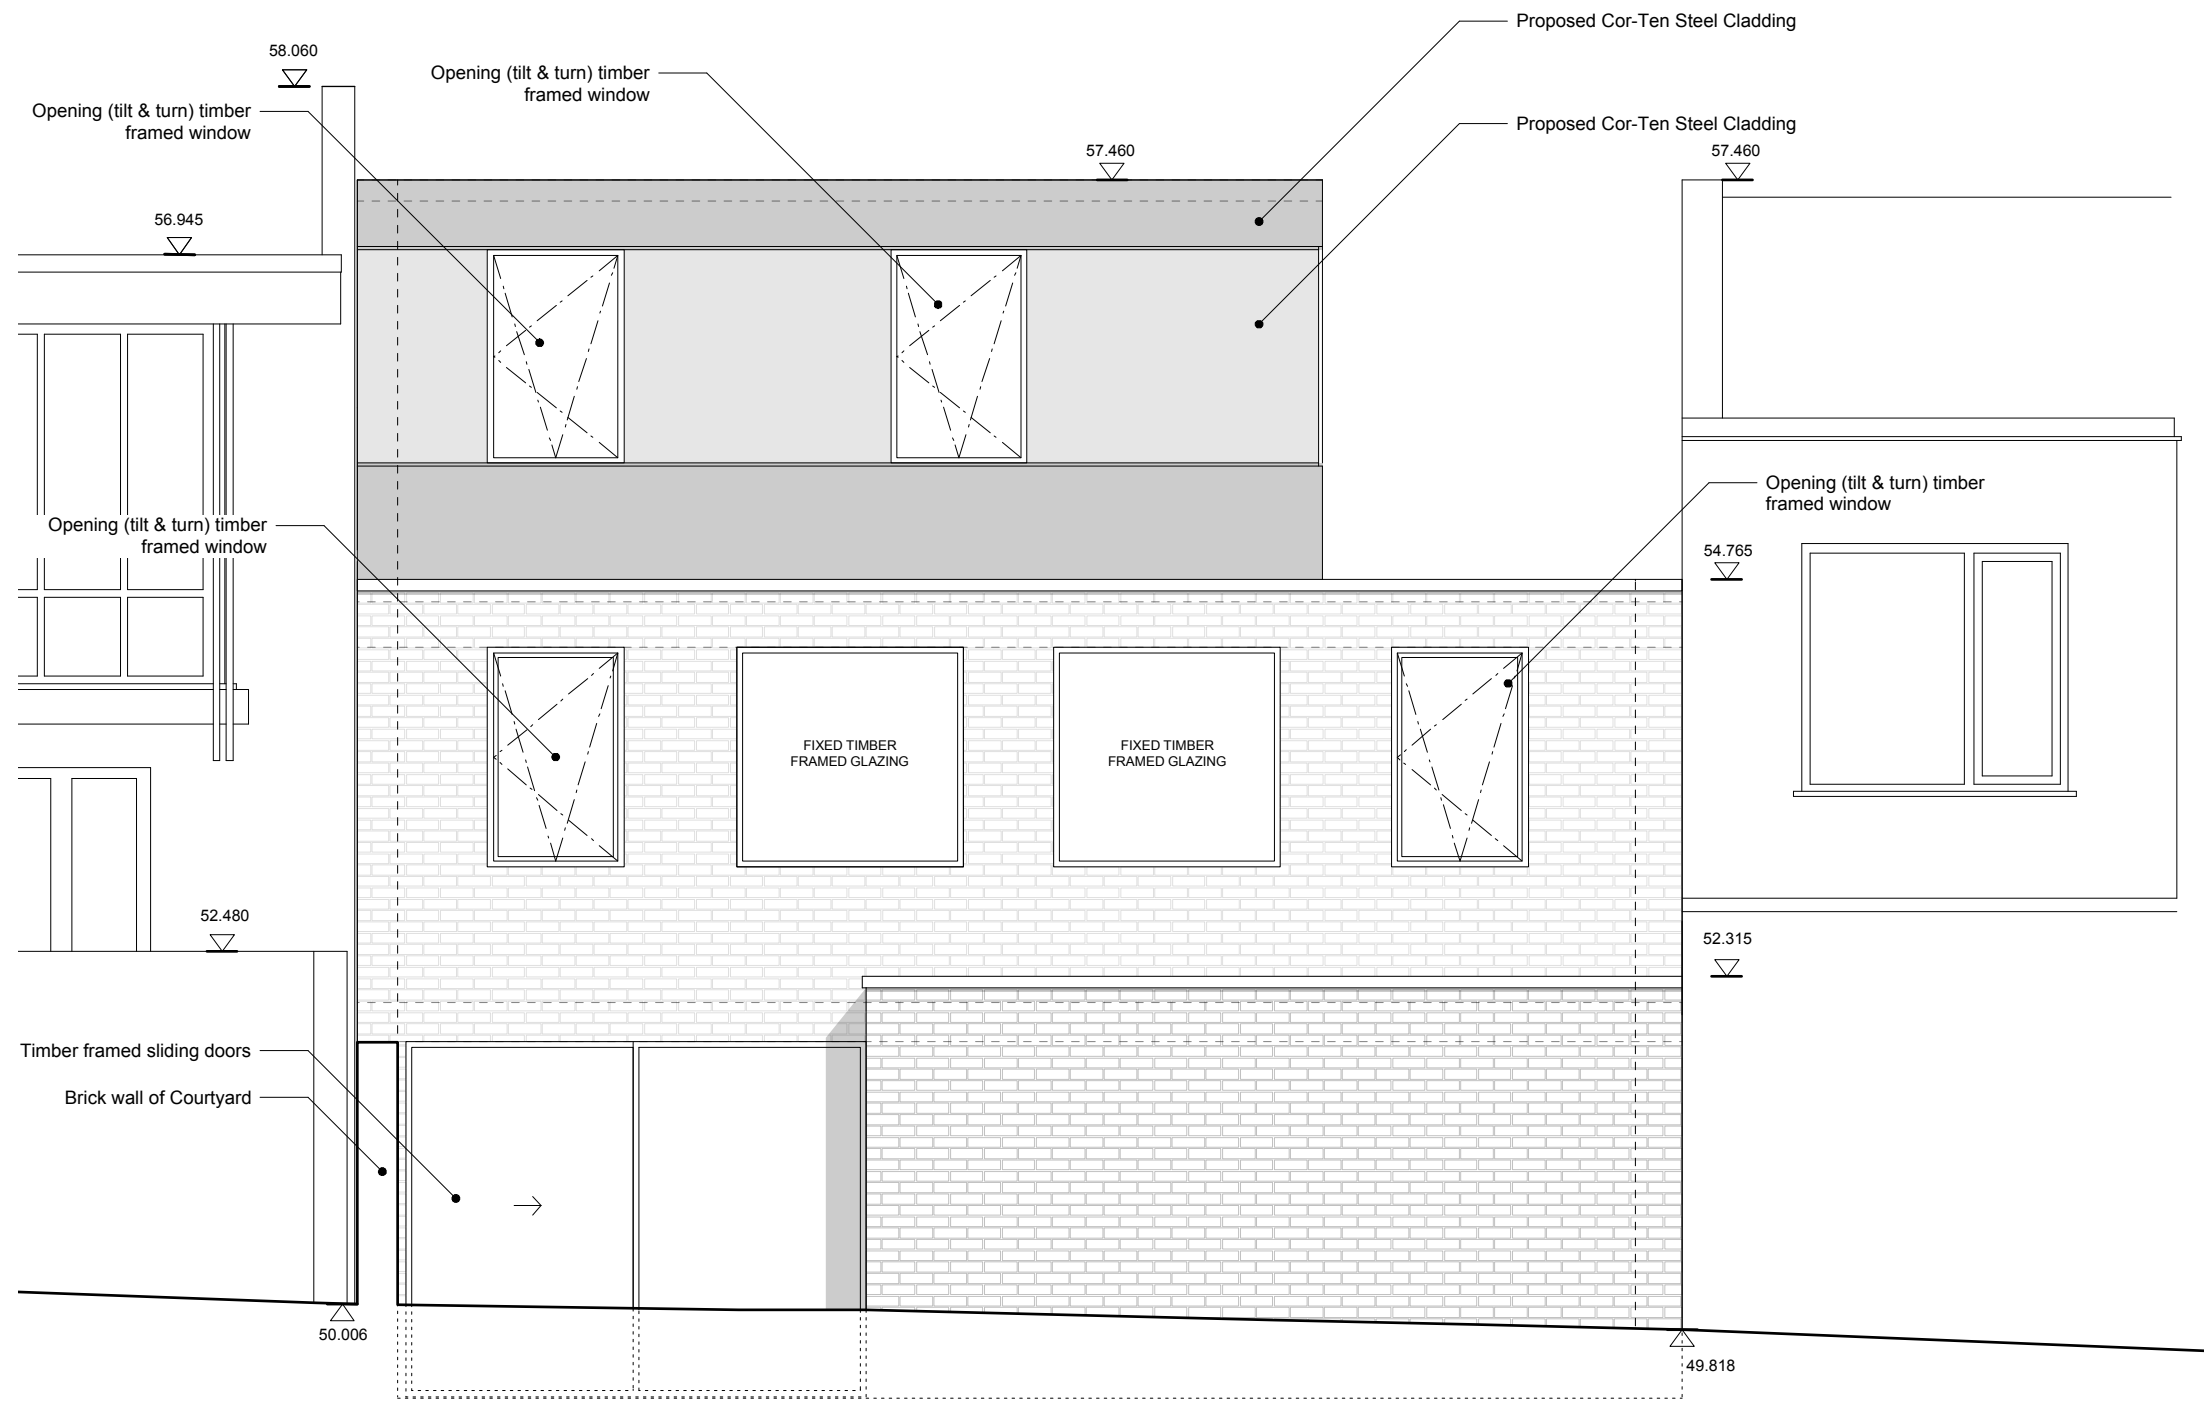 Proposed Cor-Ten Steel Cladding
58.060
Opening (tilt & turn) timber
framed window
Opening (tilt & turn) timber
framed window
Proposed Cor-Ten Steel Cladding
57.460
57.460
56.945
Opening (tilt & turn) timber
framed window
Opening (tilt & turn) timber
framed window
54.765
FIXED TIMBER
FRAMED GLAZING
FIXED TIMBER
FRAMED GLAZING
52.480
52.315
Timber framed sliding doors
Brick wall of Courtyard
50.006
49.818